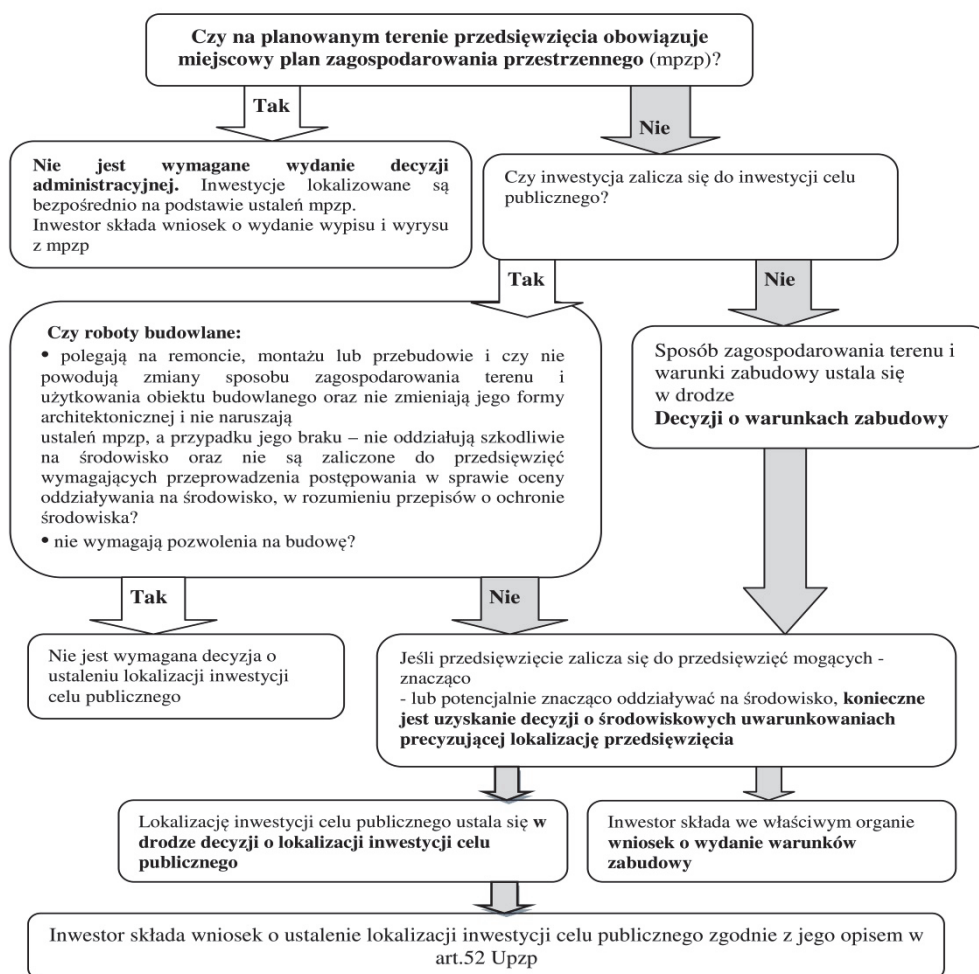 Czy na planowanym terenie przedsięwzięcia obowiązuje
miejscowy plan zagospodarowania przestrzennego (mpzp)?
Tak
Nie
Nie jest wymagane wydanie decyzji
administracyjnej. Inwestycje lokalizowane są
bezpośrednio na podstawie ustaleń mpzp.
Inwestor składa wniosek o wydanie wypisu i wyrysu
z mpzp
Czy inwestycja zalicza się do inwestycji celu
publicznego?
Tak
Nie
Czy roboty budowlane:
• polegają na remoncie, montażu lub przebudowie i czy nie
powodują zmiany sposobu zagospodarowania terenu i
użytkowania obiektu budowlanego oraz nie zmieniają jego formy
architektonicznej i nie naruszają
ustaleń mpzp, a przypadku jego braku – nie oddziałują szkodliwie
na środowisko oraz nie są zaliczone do przedsięwzięć
wymagających przeprowadzenia postępowania w sprawie oceny
oddziaływania na środowisko, w rozumieniu przepisów o ochronie
środowiska?
• nie wymagają pozwolenia na budowę?
Sposób zagospodarowania terenu i
warunki zabudowy ustala się
w drodze
Decyzji o warunkach zabudowy
Tak
Nie
Nie jest wymagana decyzja o
ustaleniu lokalizacji inwestycji
celu publicznego
Jeśli przedsięwzięcie zalicza się do przedsięwzięć mogących -
znacząco
- lub potencjalnie znacząco oddziaływać na środowisko, konieczne
jest uzyskanie decyzji o środowiskowych uwarunkowaniach
precyzującej lokalizację przedsięwzięcia
Lokalizację inwestycji celu publicznego ustala się w
drodze decyzji o lokalizacji inwestycji celu
publicznego
Inwestor składa we właściwym organie
wniosek o wydanie warunków
zabudowy
Inwestor składa wniosek o ustalenie lokalizacji inwestycji celu publicznego zgodnie z jego opisem w
art.52 Upzp